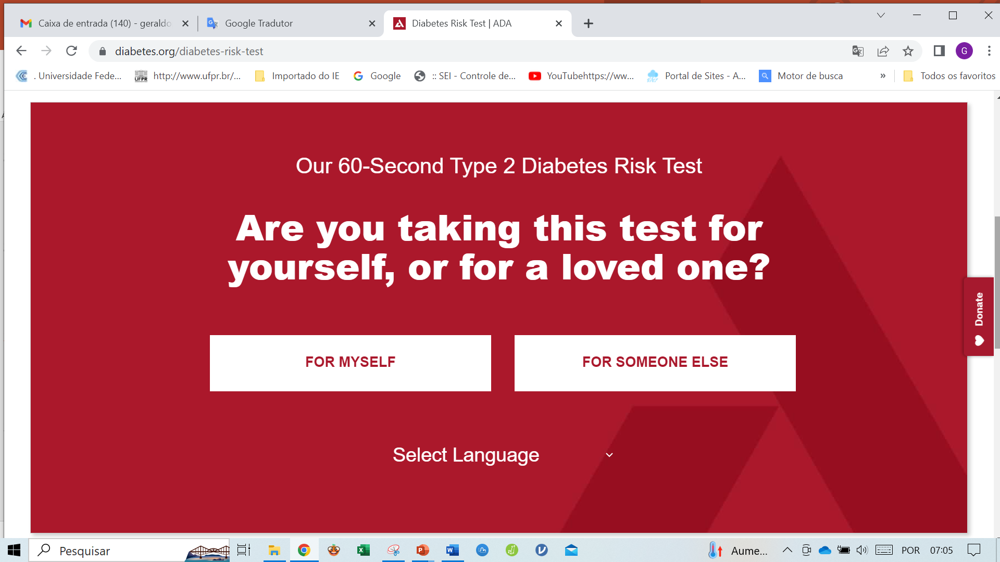 Caixa de entrada (140) - geraldo
Google Tradutor
Diabetes Risk Test | ADA
diabetes.org/diabetes-risk-test
G
. Universidade Fede...
http://www.ufpr.br/...
Importado do IE
Google
:: SEI - Controle de...
YouTubehttps://ww...
Portal de Sites - A...
Motor de busca
»
Todos os favoritos
Our 60-Second Type 2 Diabetes Risk Test
Are you taking this test for
yourself, or for a loved one?
Donate
FOR MYSELF
FOR SOMEONE ELSE
Select Language
Pesquisar
Aume...
POR
07:05